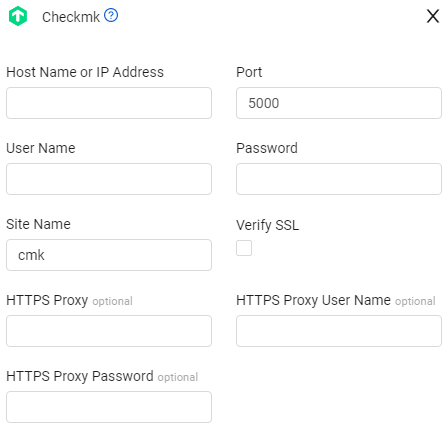 Checkmk ?
Host Name or IP Address Port
5000
User Name Password
Site Name Verify SSL
cmk
HTTPS Proxy optional HTTPS Proxy User Name optional
HTTPS Proxy Password optional